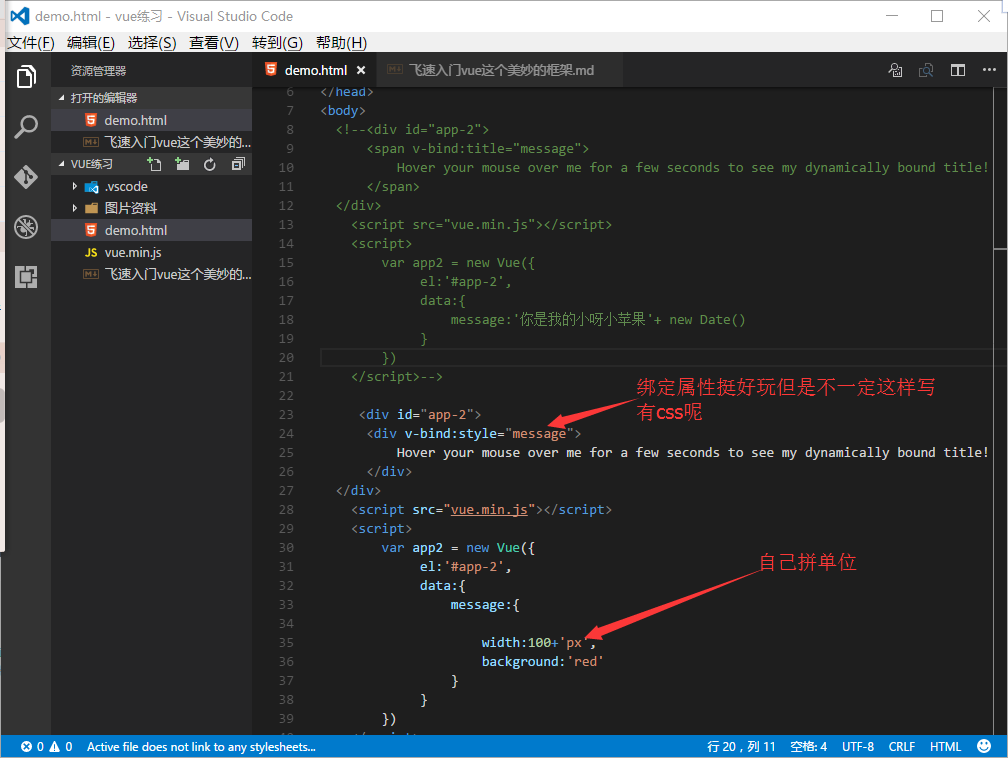 demo.html - vue练习 - Visual Studio Code
文件(F) 编辑(E) 选择(S) 查看(V) 转到(G) 帮助(H)
资源管理器
打开的编辑器
demo.html
飞速入门vue这个美妙的...
VUE练习
.vscode
图片资料
demo.html
JS vue.min.js
飞速入门vue这个美妙的...
demo.html 飞速入门vue这个美妙的框架.md
6 </head>
7 <body>
8 <!--<div id="app-2">
9 <span v-bind:title="message">
10 Hover your mouse over me for a few seconds to see my dynamically bound title!
11 </span>
12 </div>
13 <script src="vue.min.js"></script>
14 <script>
15 var app2 = new Vue({
16 el:'#app-2',
17 data:{
18 message:'你是我的小呀小苹果'+ new Date()
19 }
20 })
21 </script>-->
22
23 <div id="app-2">
24 <div v-bind:style="message">
25 Hover your mouse over me for a few seconds to see my dynamically bound title!
26 </div>
27 </div>
28 <script src="vue.min.js"></script>
29 <script>
30 var app2 = new Vue({
31 el:'#app-2',
32 data:{
33 message:{
34
35 width:100+'px',
36 background:'red'
37 }
38 }
39 })
绑定属性挺好玩但是不一定这样写
有css呢
自己拼单位
0 0 Active file does not link to any stylesheets...
行 20，列 11 空格: 4 UTF-8 CRLF HTML